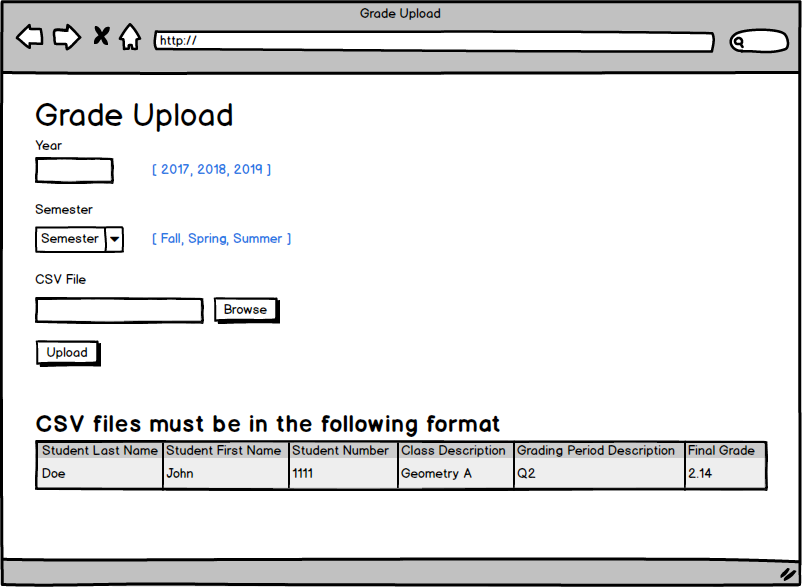 Grade Upload
http://
Grade Upload
Year
[ 2017, 2018, 2019 ]
Semester
Semester [ Fall, Spring, Summer ]
CSV File
Browse
Upload
CSV files must be in the following format
Student Last Name Student First Name Student Number Class Description Grading Period Description Final Grade
Doe John 1111 Geometry A Q2 2.14